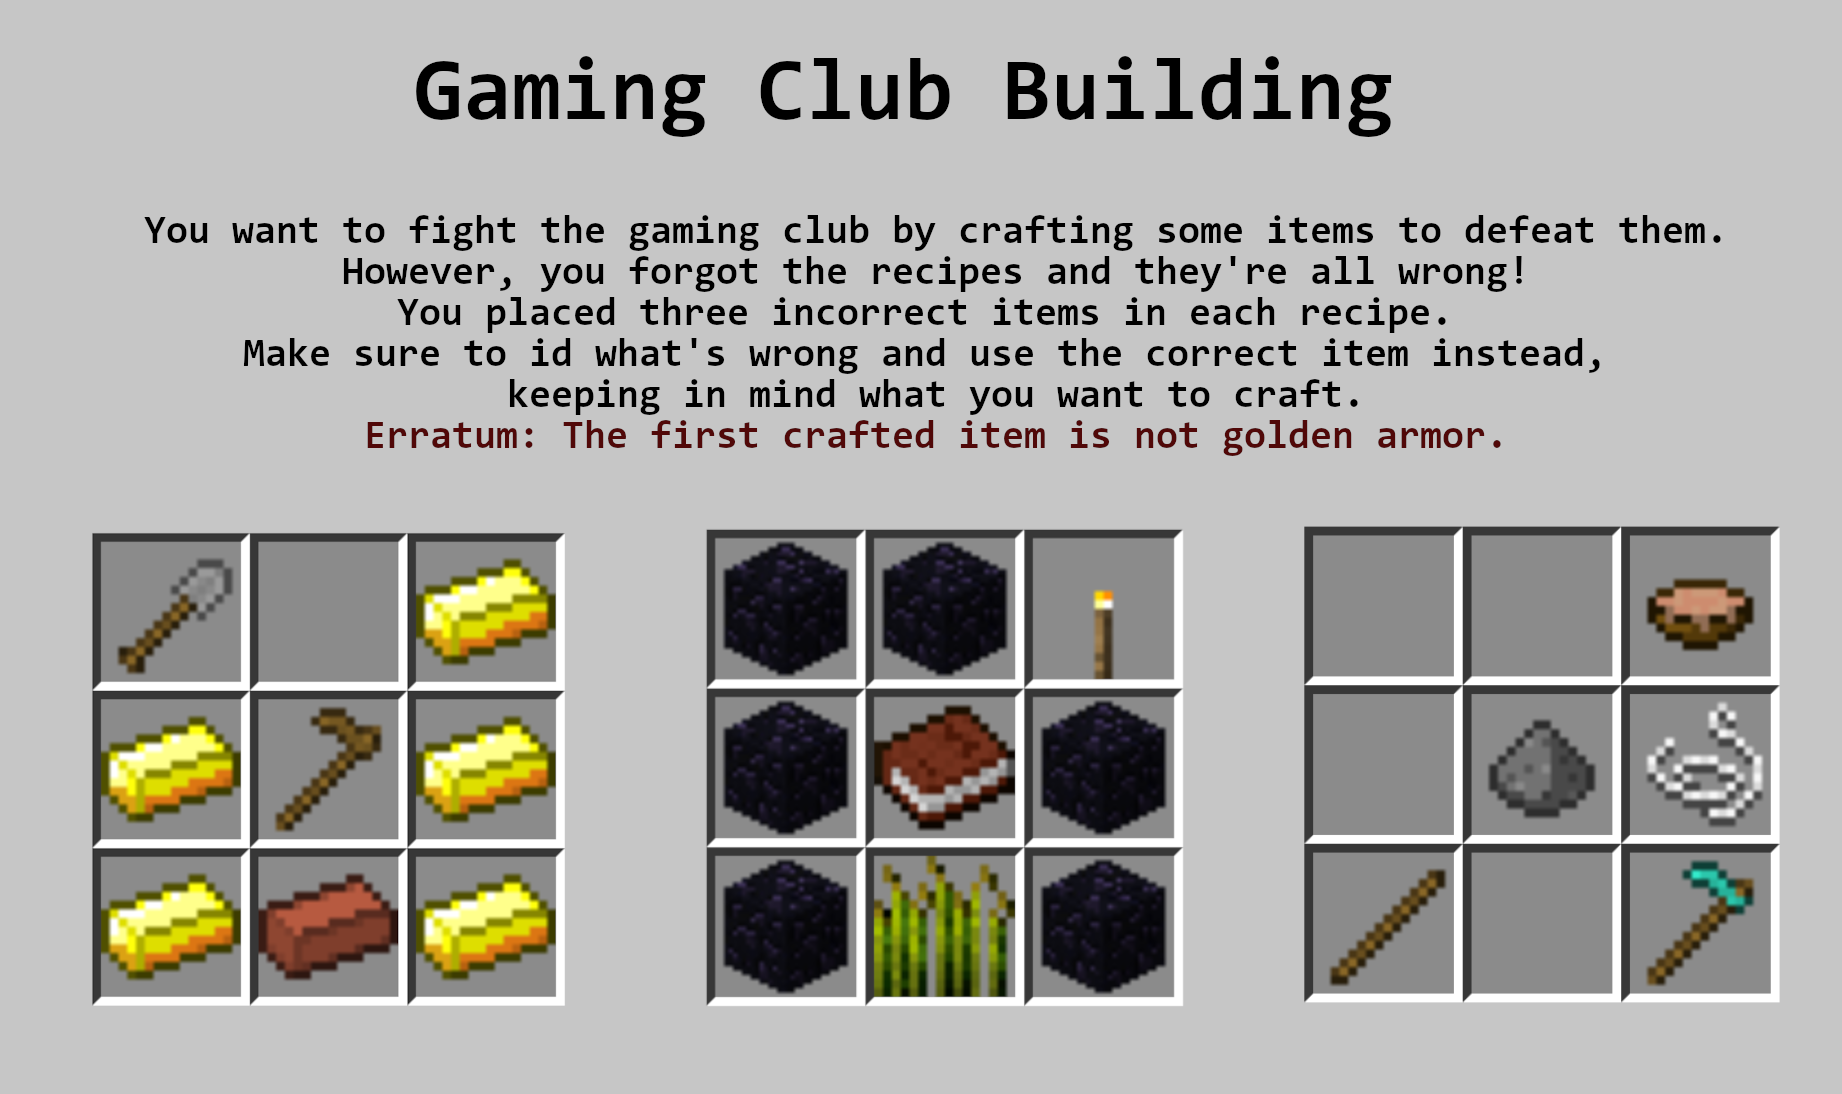 Gaming Club Building
You want to fight the gaming club by crafting some items to defeat them.
However, you forgot the recipes and they're all wrong!
You placed three incorrect items in each recipe.
Make sure to id what's wrong and use the correct item instead,
keeping in mind what you want to craft.
Erratum: The first crafted item is not golden armor.